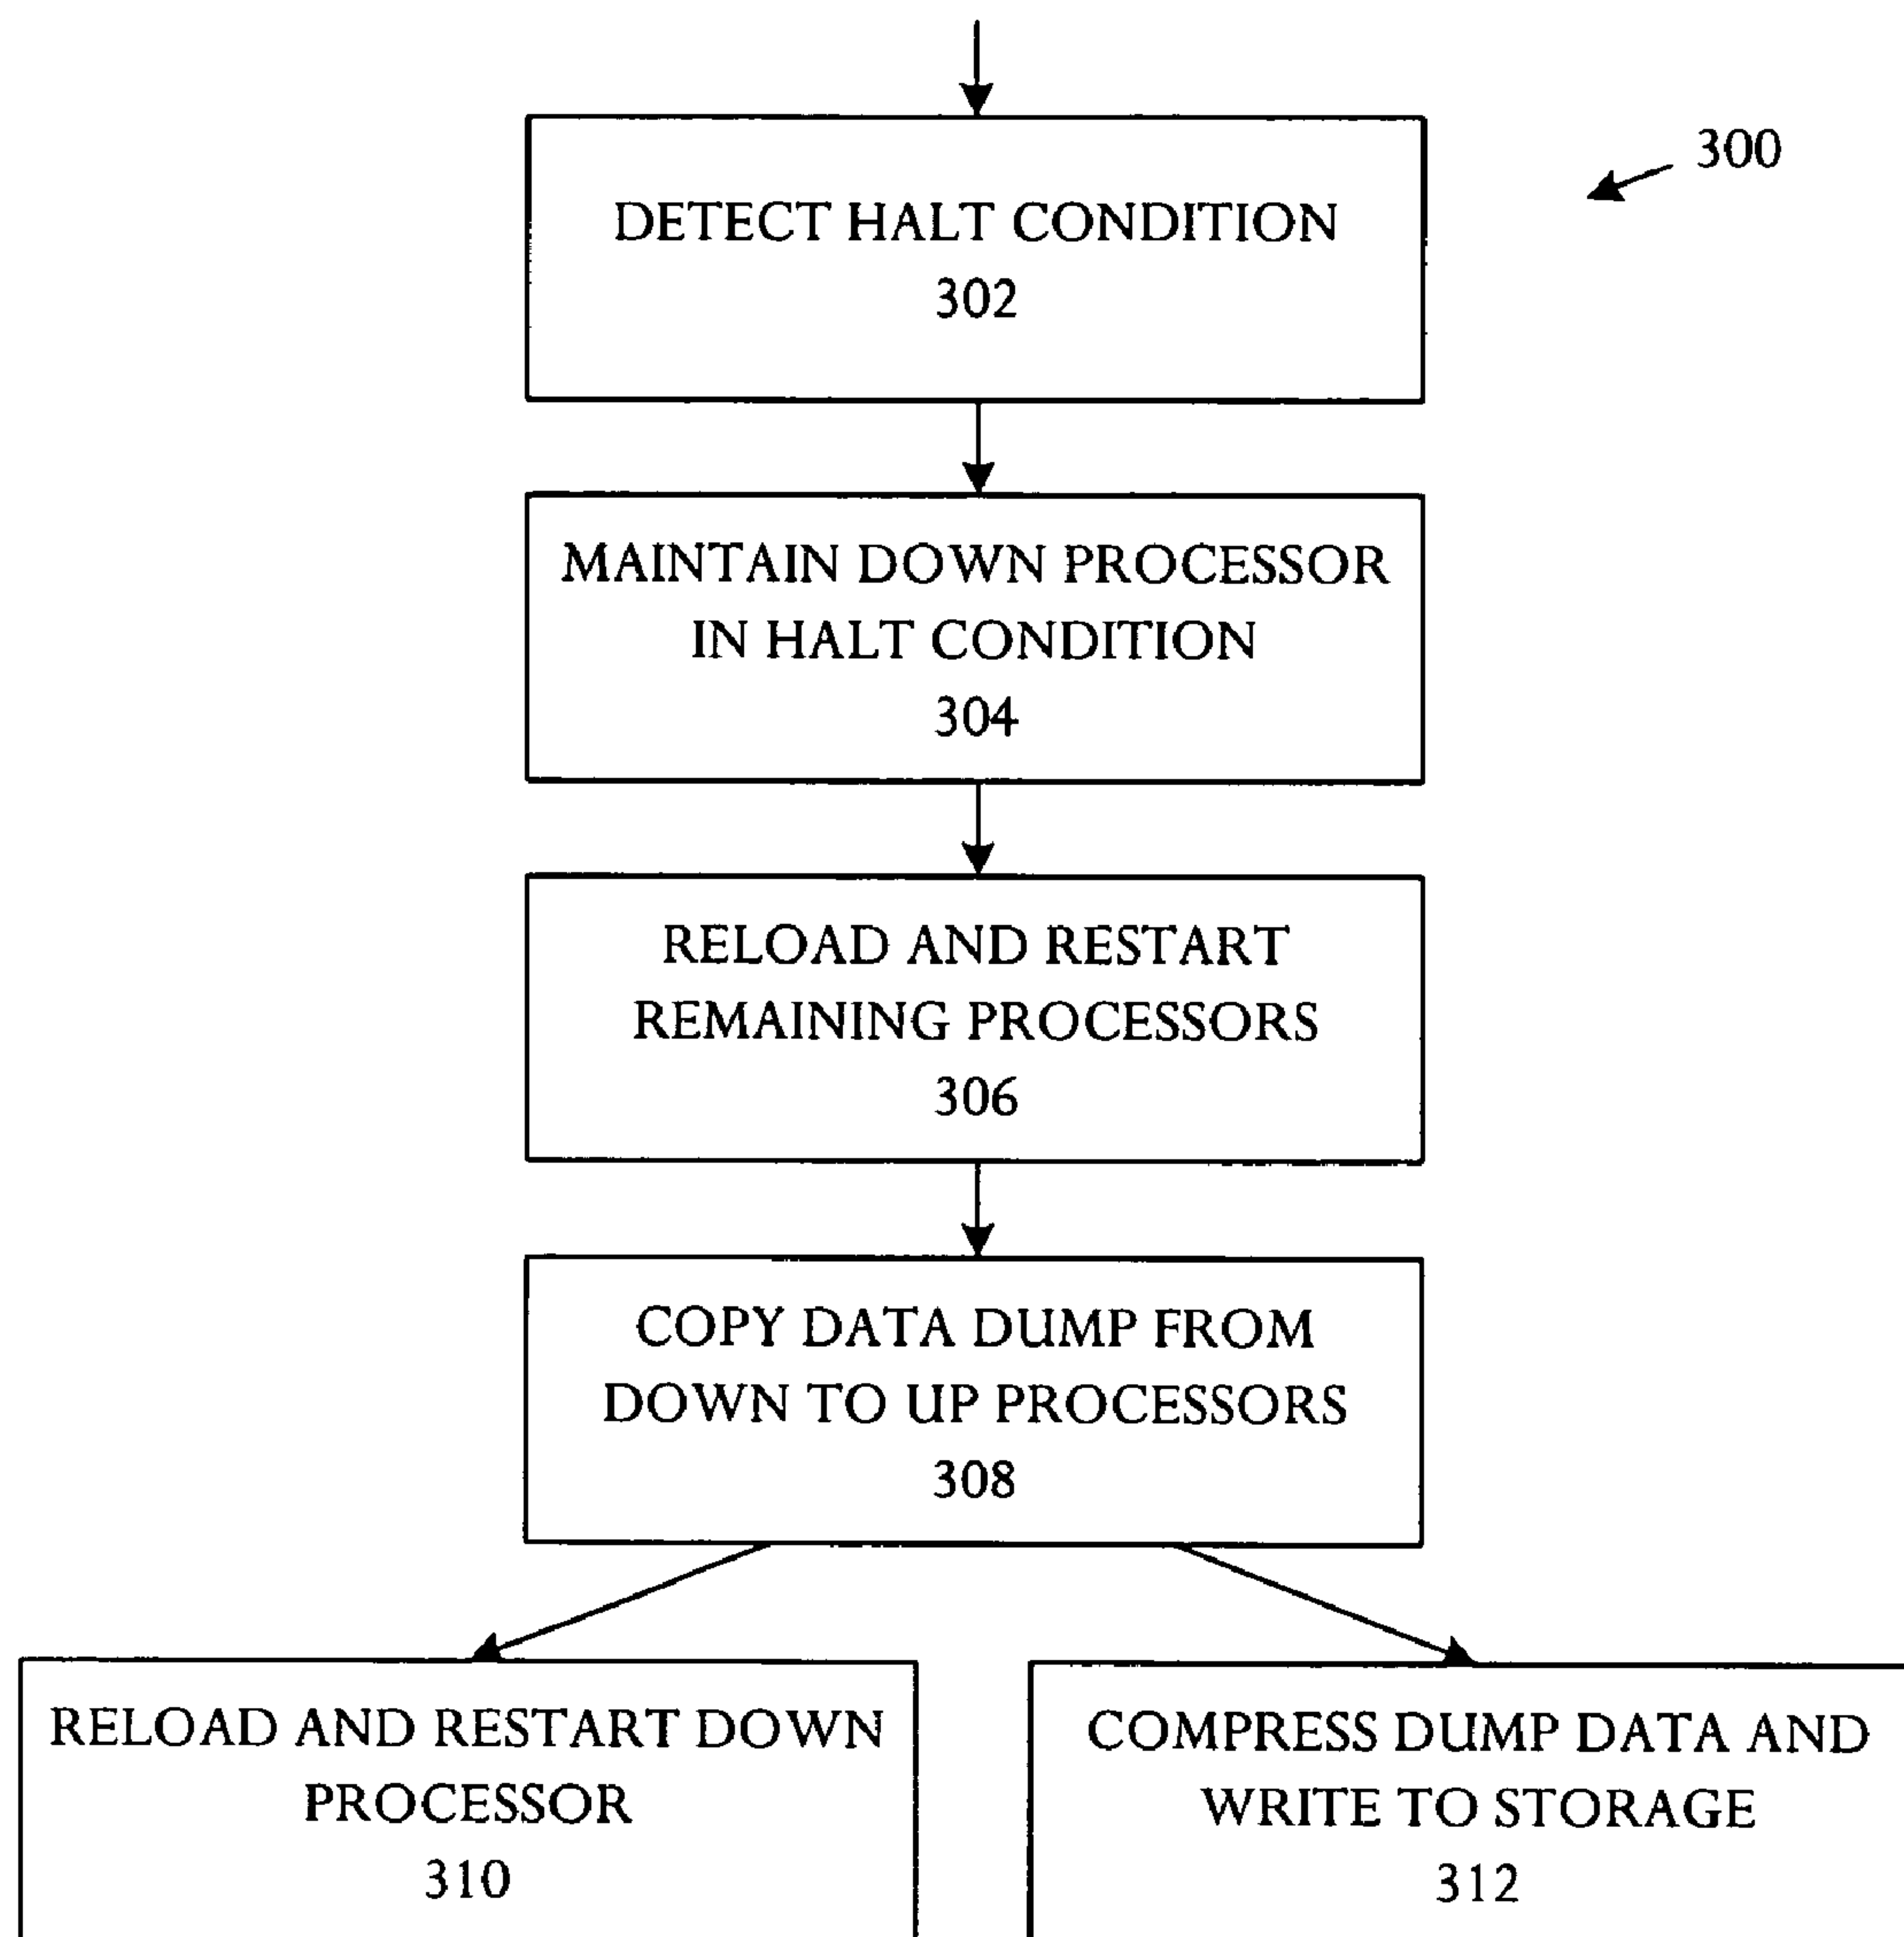 300
DETECT HALT CONDITION
302
MAINTAIN DOWN PROCESSOR
IN HALT CONDITION
304
RELOAD AND RESTART
REMAINING PROCESSORS
306
COPY DATA DUMP FROM
DOWN TO UP PROCESSORS
308
RELOAD AND RESTART DOWN
PROCESSOR
310
COMPRESS DUMP DATA AND
WRITE TO STORAGE
312